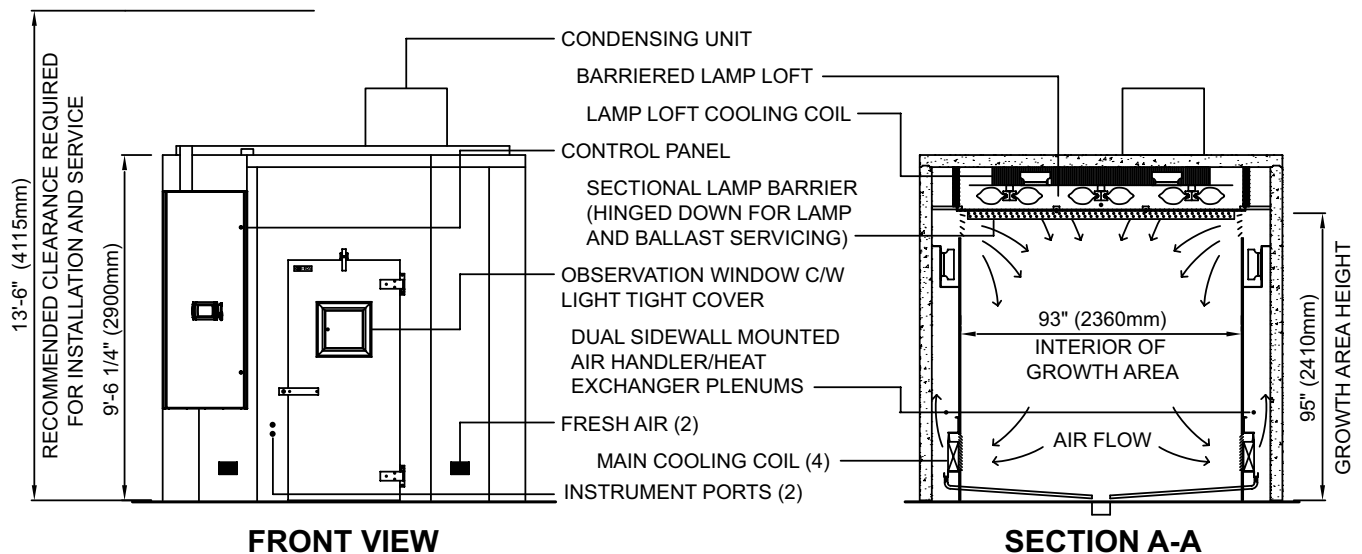 13'-6" (4115mm)
RECOMMENDED CLEARANCE REQUIRED
FOR INSTALLATION AND SERVICE
9'-6 1/4" (2900mm)
CONDENSING UNIT
BARRIERED LAMP LOFT
LAMP LOFT COOLING COIL
CONTROL PANEL
SECTIONAL LAMP BARRIER
(HINGED DOWN FOR LAMP
AND BALLAST SERVICING)
OBSERVATION WINDOW C/W
LIGHT TIGHT COVER
DUAL SIDEWALL MOUNTED
AIR HANDLER/HEAT
EXCHANGER PLENUMS
FRESH AIR (2)
MAIN COOLING COIL (4)
INSTRUMENT PORTS (2)
93" (2360mm)
INTERIOR OF
GROWTH AREA
AIR FLOW
95" (2410mm)
GROWTH AREA HEIGHT
FRONT VIEW
SECTION A-A